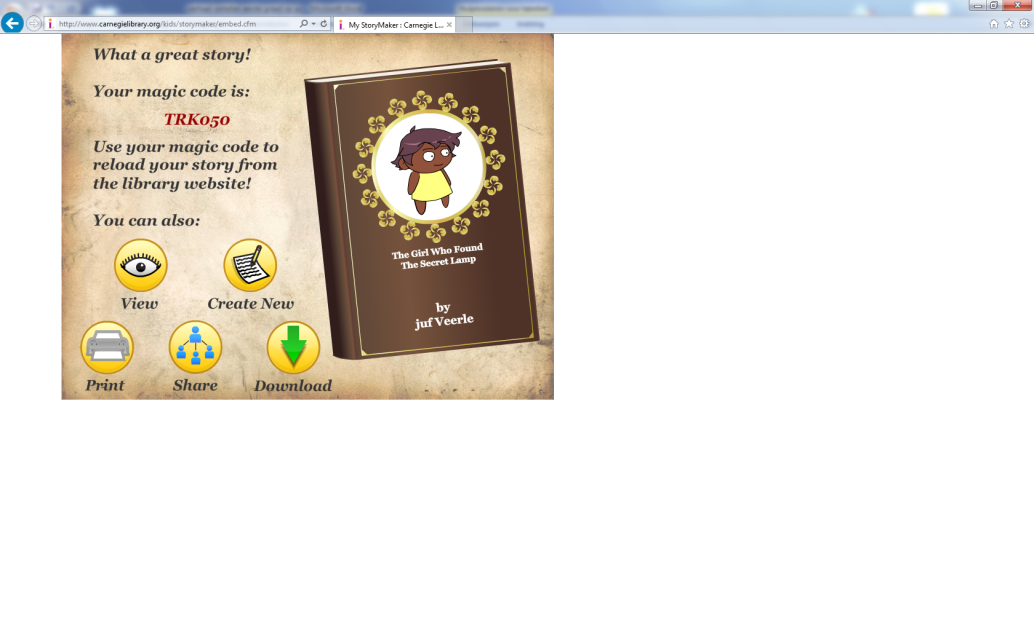 http://www.carnegielibrary.org/kids/storymaker/embed.cfm
My StoryMaker : Carnegie L...
What a great story!
Your magic code is:
TRK050
Use your magic code to
reload your story from
the library website!
You can also:
View
Create New
Print
Share
Download
The Girl Who Found
The Secret Lamp
by
juf Veerle